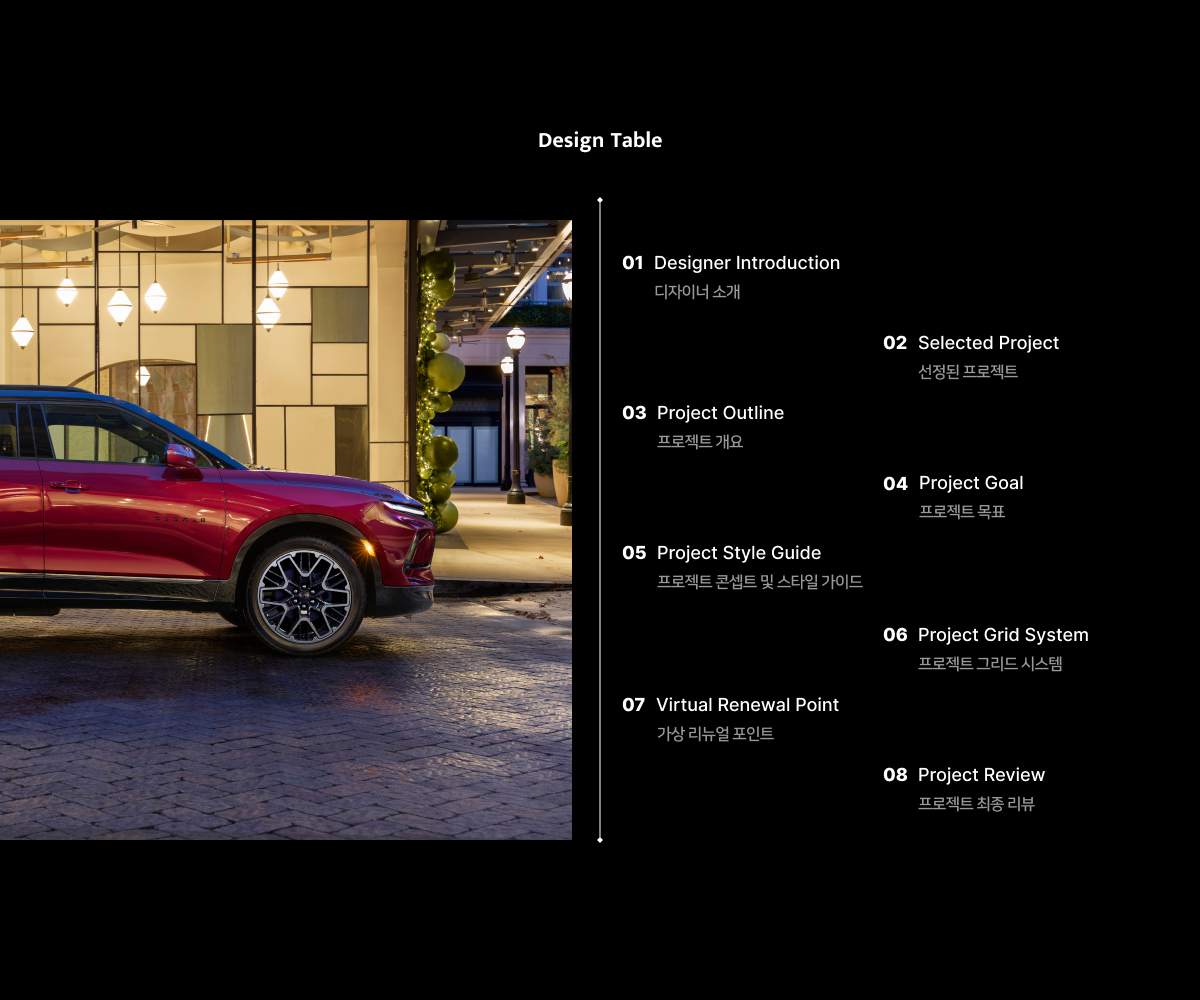 Design Table
01 Designer Introduction
디자이너 소개
02 Selected Project
선정된 프로젝트
03 Project Outline
프로젝트 개요
04 Project Goal
프로젝트 목표
05 Project Style Guide
프로젝트 콘셉트 및 스타일 가이드
06 Project Grid System
프로젝트 그리드 시스템
07 Virtual Renewal Point
가상 리뉴얼 포인트
08 Project Review
프로젝트 최종 리뷰